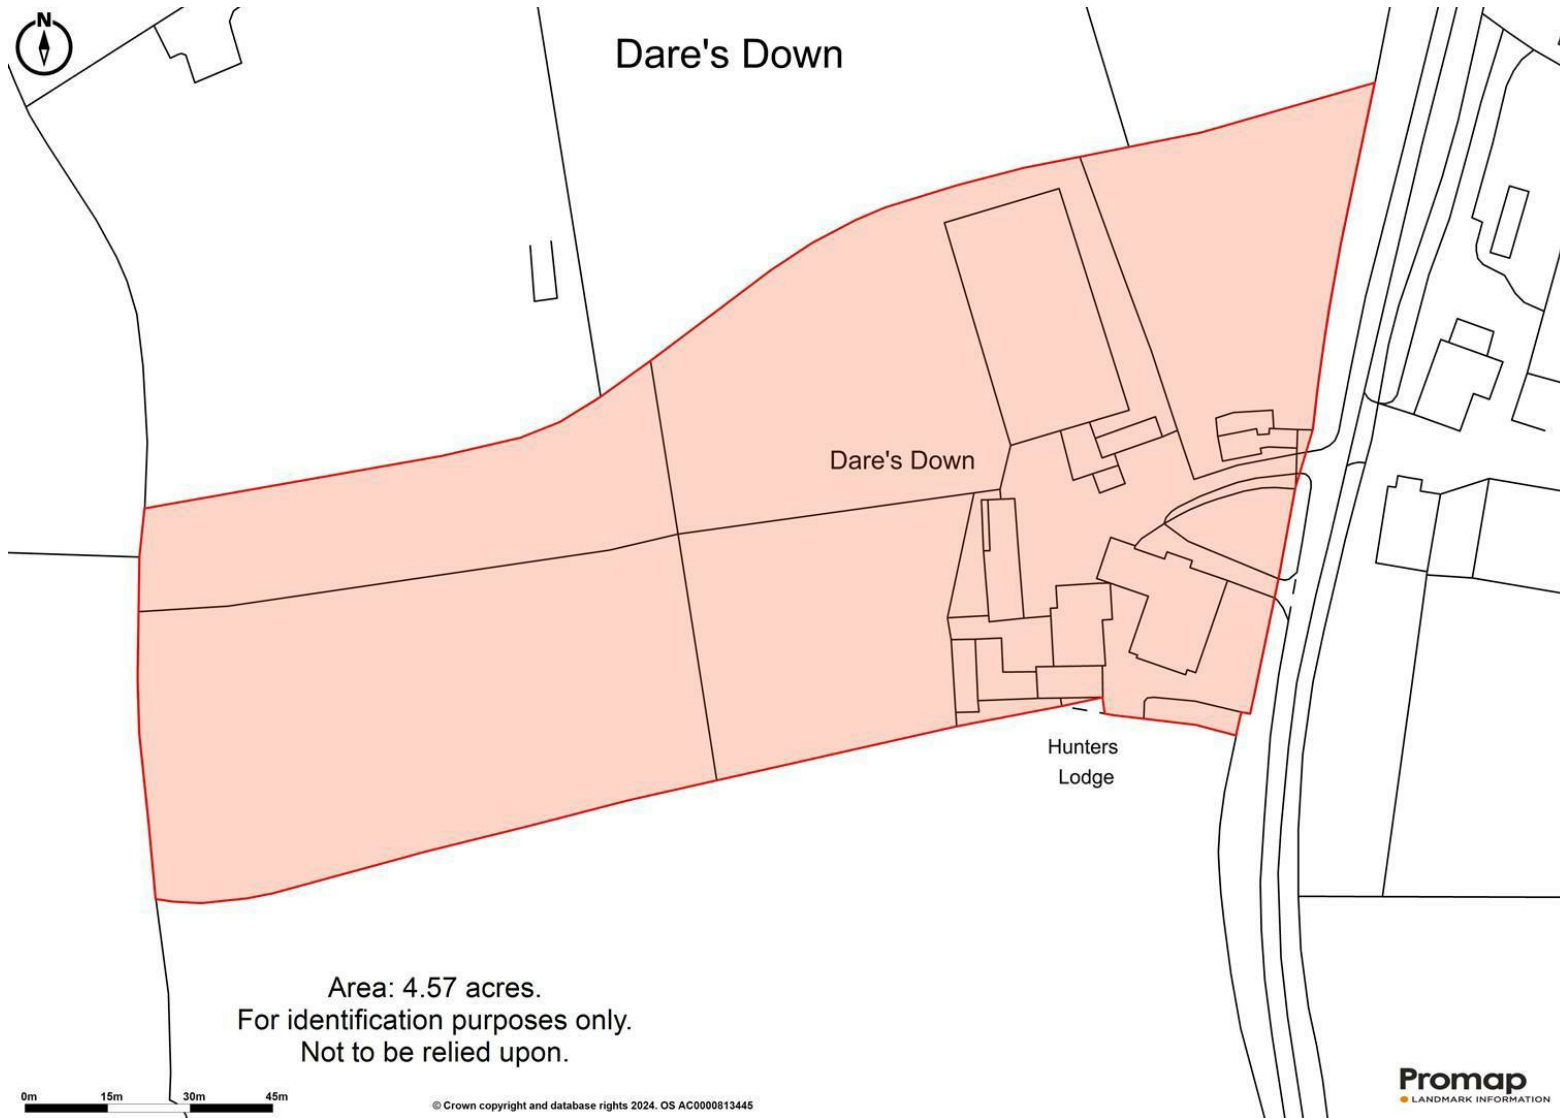 N
Dare's Down
Dare's Down
Hunters
Lodge
Area: 4.57 acres.
For identification purposes only.
Not to be relied upon.
0m 15m 30m 45m
© Crown copyright and database rights 2024. OS AC0000813445
Promap
LANDMARK INFORMATION